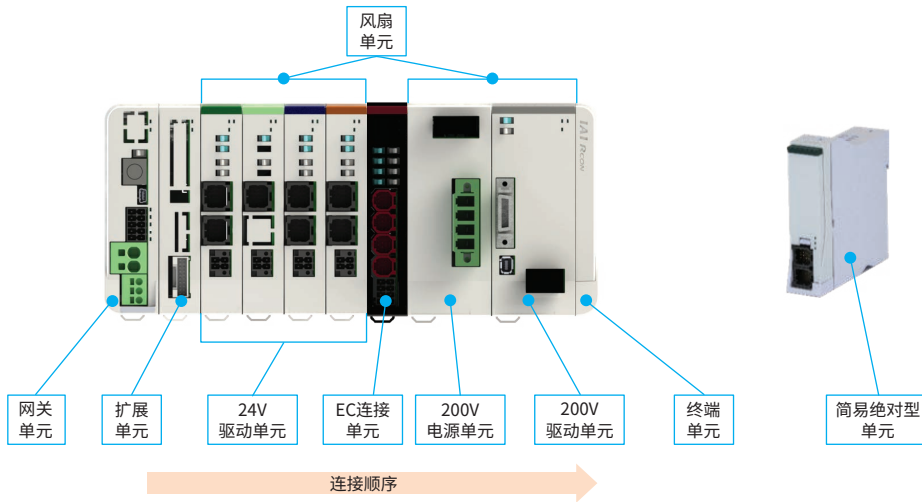 风扇
单元
IAI RCON
网关
单元
扩展
单元
24V
驱动单元
EC连接
单元
200V
电源单元
200V
驱动单元
终端
单元
简易绝对型
单元
连接顺序